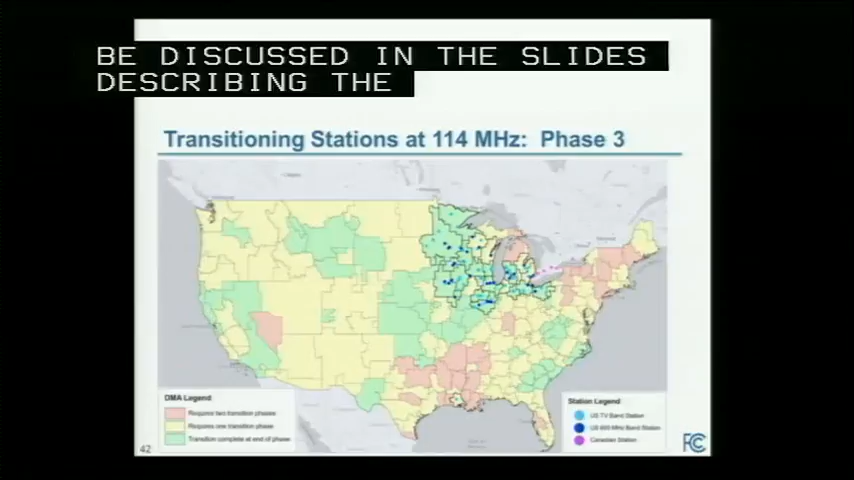 BE DISCUSSED IN THE SLIDES
DESCRIBING THE
Transitioning Stations at 114 MHz: Phase 3
DMA Legend
Requires two transition phases
Requires one transition phase
Transition complete at end of phase
Station Legend
US TV Band Station
US 600 MHz Band Station
Canadian Station
42
FCC